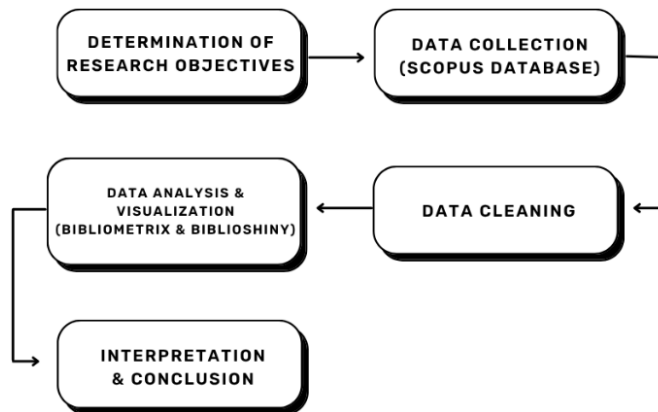 DETERMINATION OF
RESEARCH OBJECTIVES
DATA COLLECTION
(SCOPUS DATABASE)
DATA CLEANING
DATA ANALYSIS &
VISUALIZATION
(BIBLIOMETRIX & BIBLIOSHINY)
INTERPRETATION
& CONCLUSION